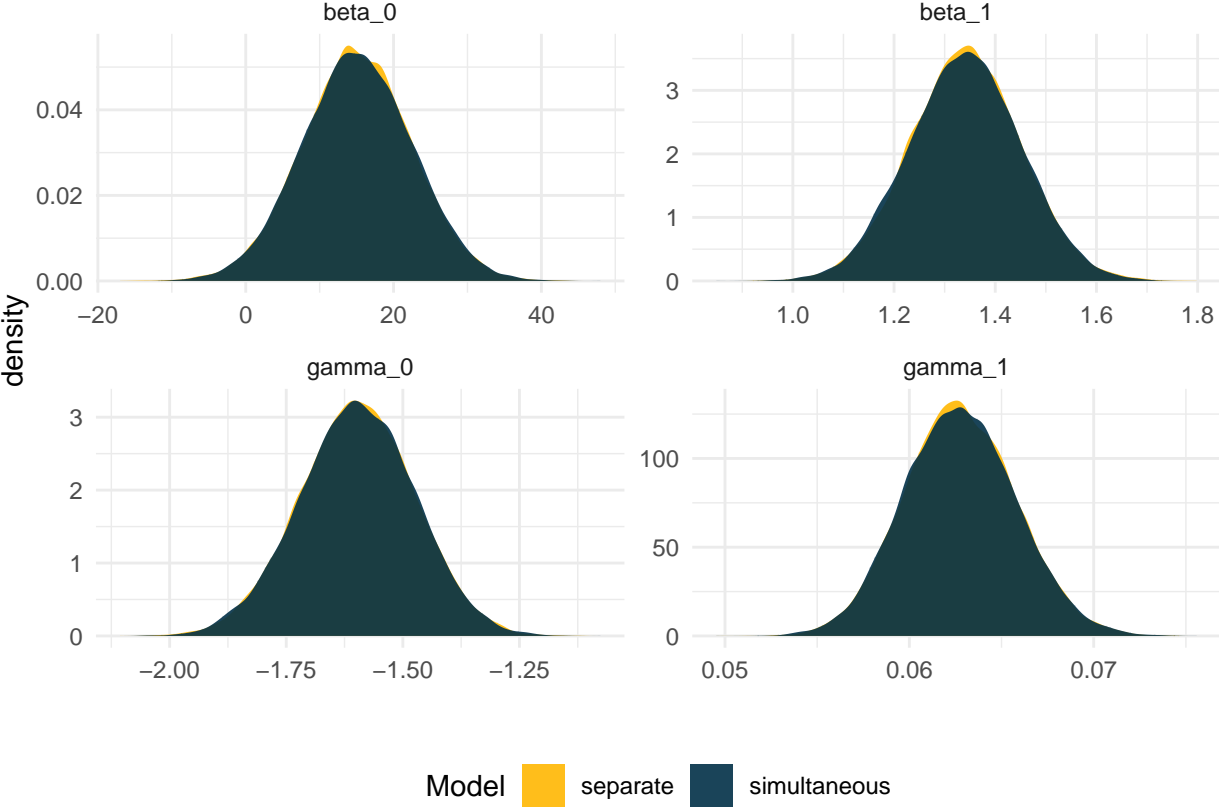 beta_0
beta_1
0.04
0.02
0.00
−20 0 20 40
3
2
1
0
1.0 1.2 1.4 1.6 1.8
density
gamma_0
gamma_1
3
2
1
0
−2.00 −1.75 −1.50 −1.25
100
50
0
0.05 0.06 0.07
Model separate simultaneous